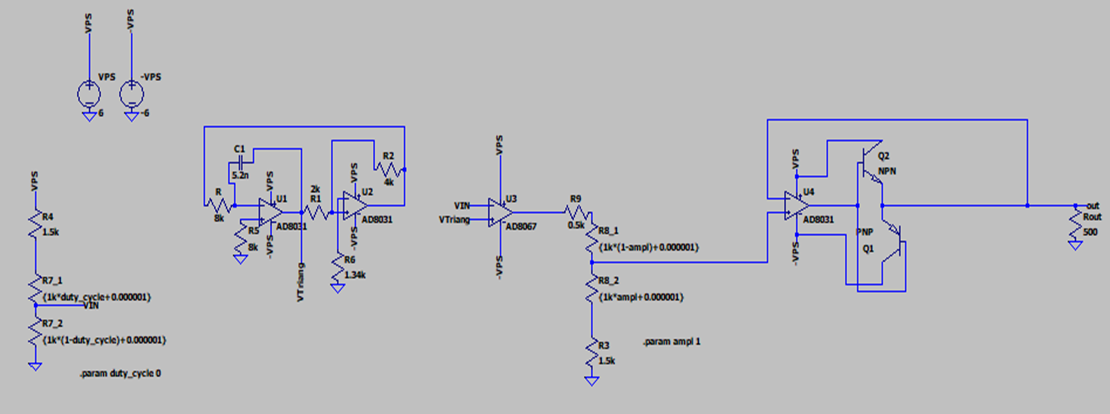 VPS
-VPS
VPS
6
-VPS
-6
VPS
R4
1.5k
R7_1
{1k*duty_cycle+0.000001}
VIN
R7_2
{1k*(1-duty_cycle)+0.000001}
.param duty_cycle 0
C1
5.2n
R
8k
R5
8k
VPS
U1
AD8031
-VPS
VTriang
2k
R1
R2
4k
VPS
U2
AD8031
-VPS
R6
1.34k
VPS
VIN
VTriang
U3
AD8067
-VPS
R9
0.5k
R8_1
{1k*(1-ampl)+0.000001}
R8_2
{1k*ampl+0.000001}
R3
1.5k
.param ampl 1
VPS
U4
AD8031
-VPS
Q2
NPN
PNP
Q1
out
Rout
500